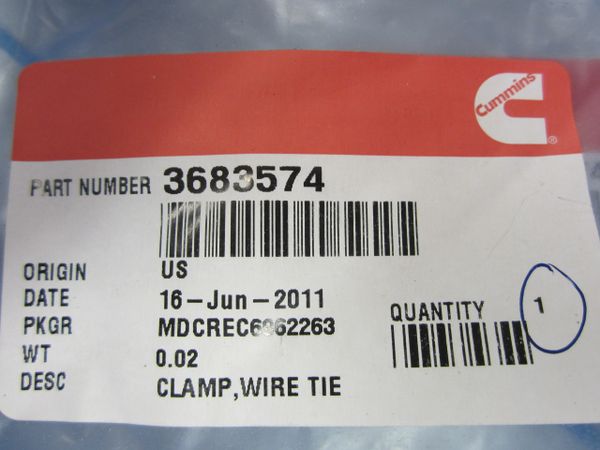 Cummins
®
PART NUMBER 3683574
ORIGIN US
DATE 16-Jun-2011
PKGR MDCREC6962263
QUANTITY 1
WT 0.02
DESC CLAMP,WIRE TIE